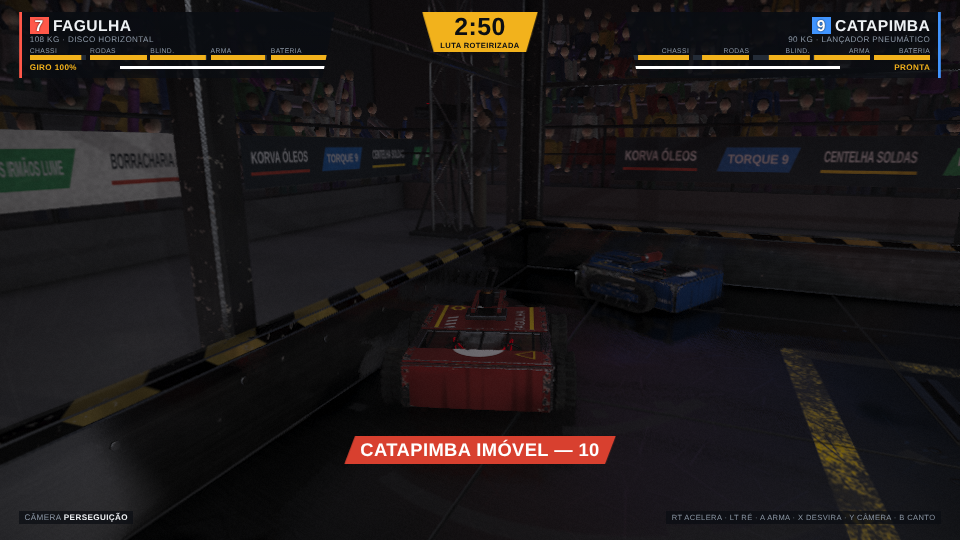 7 FAGULHA
108 KG · DISCO HORIZONTAL
CHASSI RODAS BLIND. ARMA BATERIA
GIRO 100%
2:50
LUTA ROTEIRIZADA
9 CATAPIMBA
90 KG · LANÇADOR PNEUMÁTICO
CHASSI RODAS BLIND. ARMA BATERIA
PRONTA
IRMÃOS LUME
BORRACHARIA
KORVA ÓLEOS
TORQUE 9
CENTELHA SOLDAS
KORVA ÓLEOS
TORQUE 9
CENTELHA SOLDAS
CATAPIMBA IMÓVEL — 10
CÂMERA PERSEGUIÇÃO
RT ACELERA · LT RÉ · A ARMA · X DESVIRA · Y CÂMERA · B CANTO